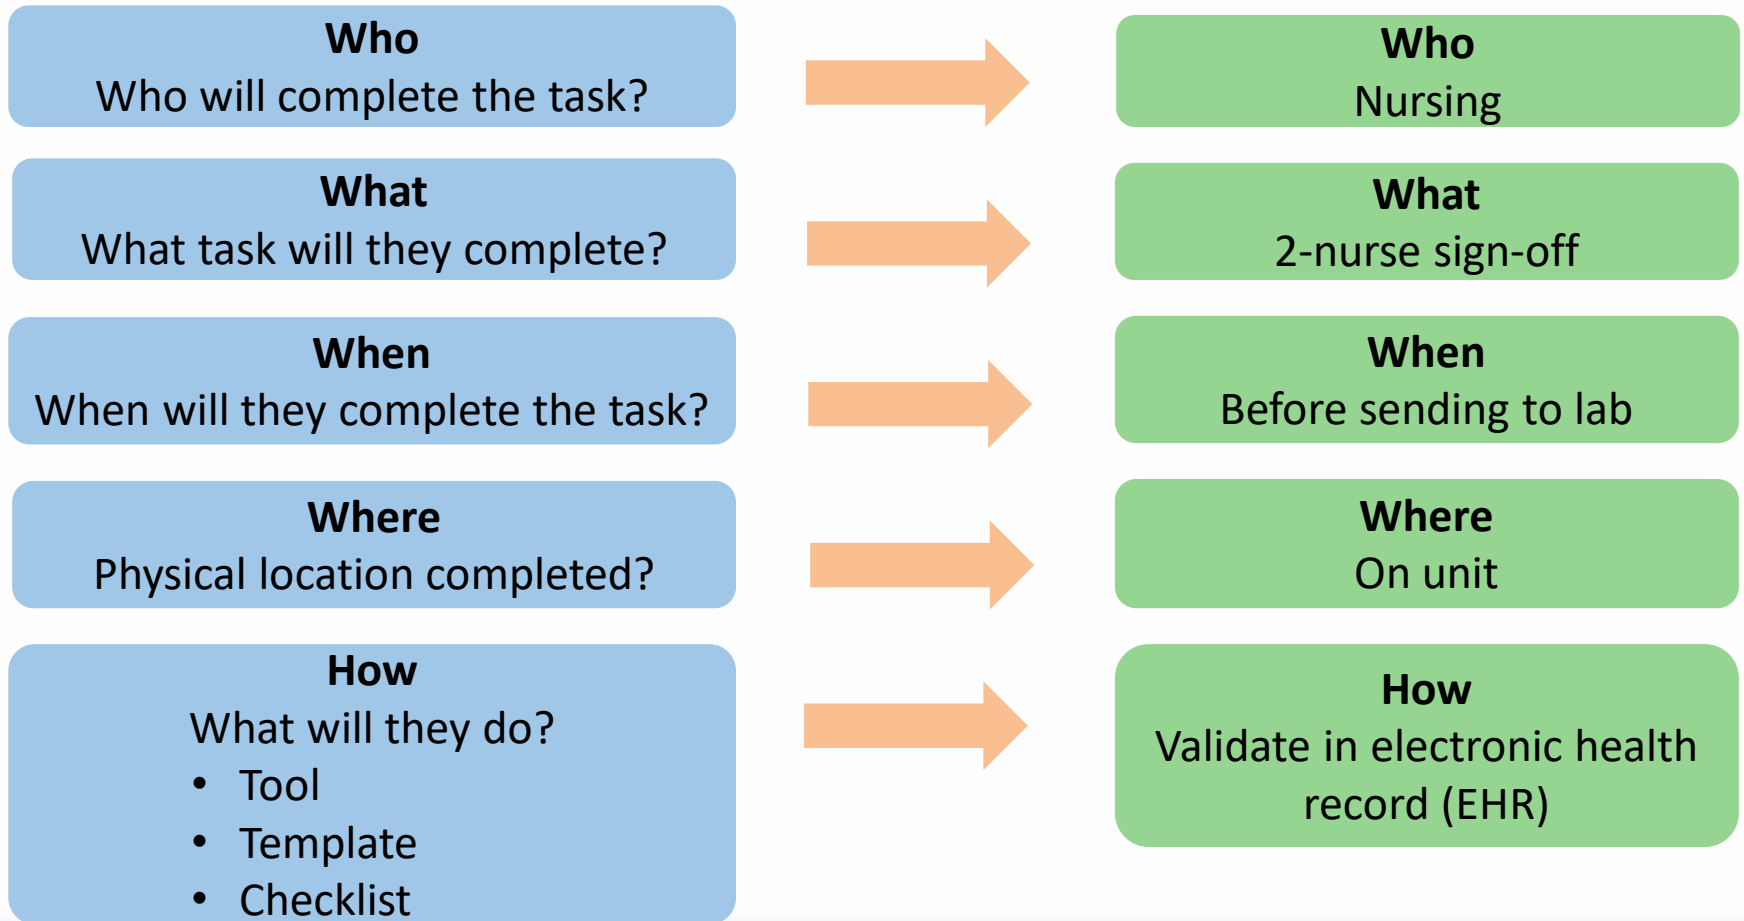 Who
Who will complete the task?
Who
Nursing
What
What task will they complete?
What
2-nurse sign-off
When
When will they complete the task?
When
Before sending to lab
Where
Physical location completed?
Where
On unit
How
What will they do?
• Tool
• Template
• Checklist
How
Validate in electronic health
record (EHR)